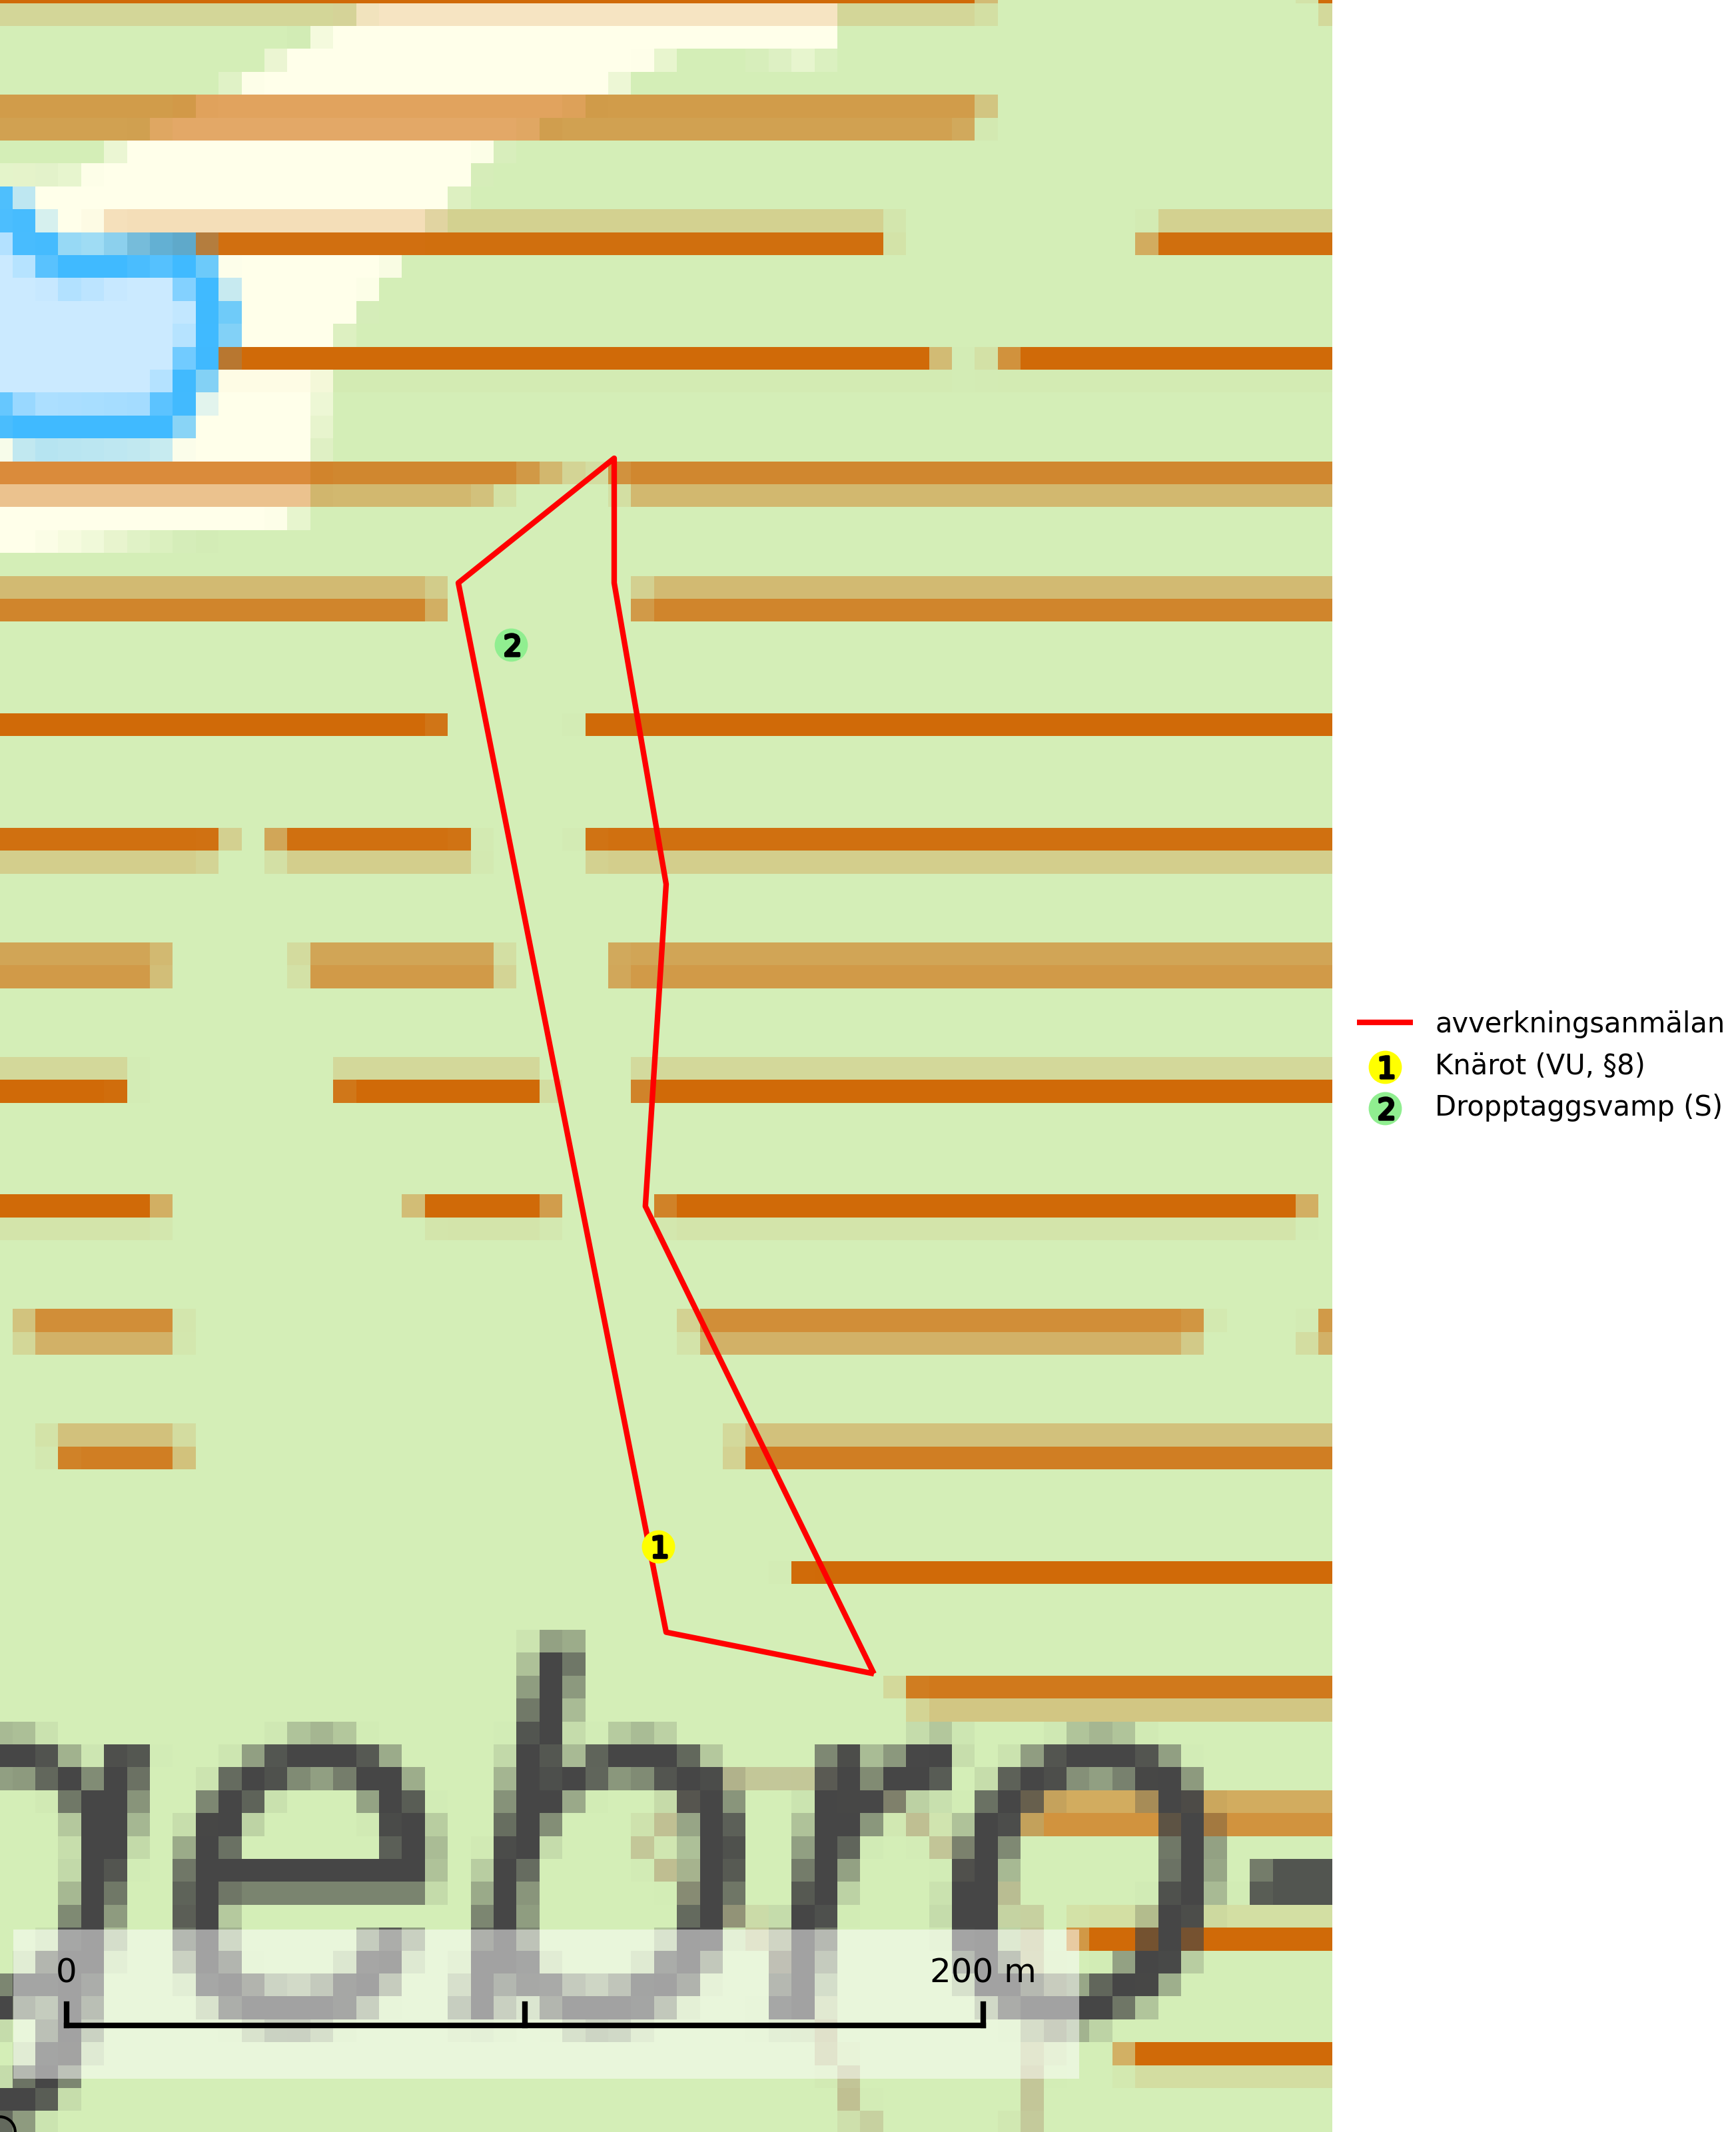 2
avverkningsanmälan
1 Knärot (VU, §8)
2 Dropptaggsvamp (S)
1
ebro-
0 200 m